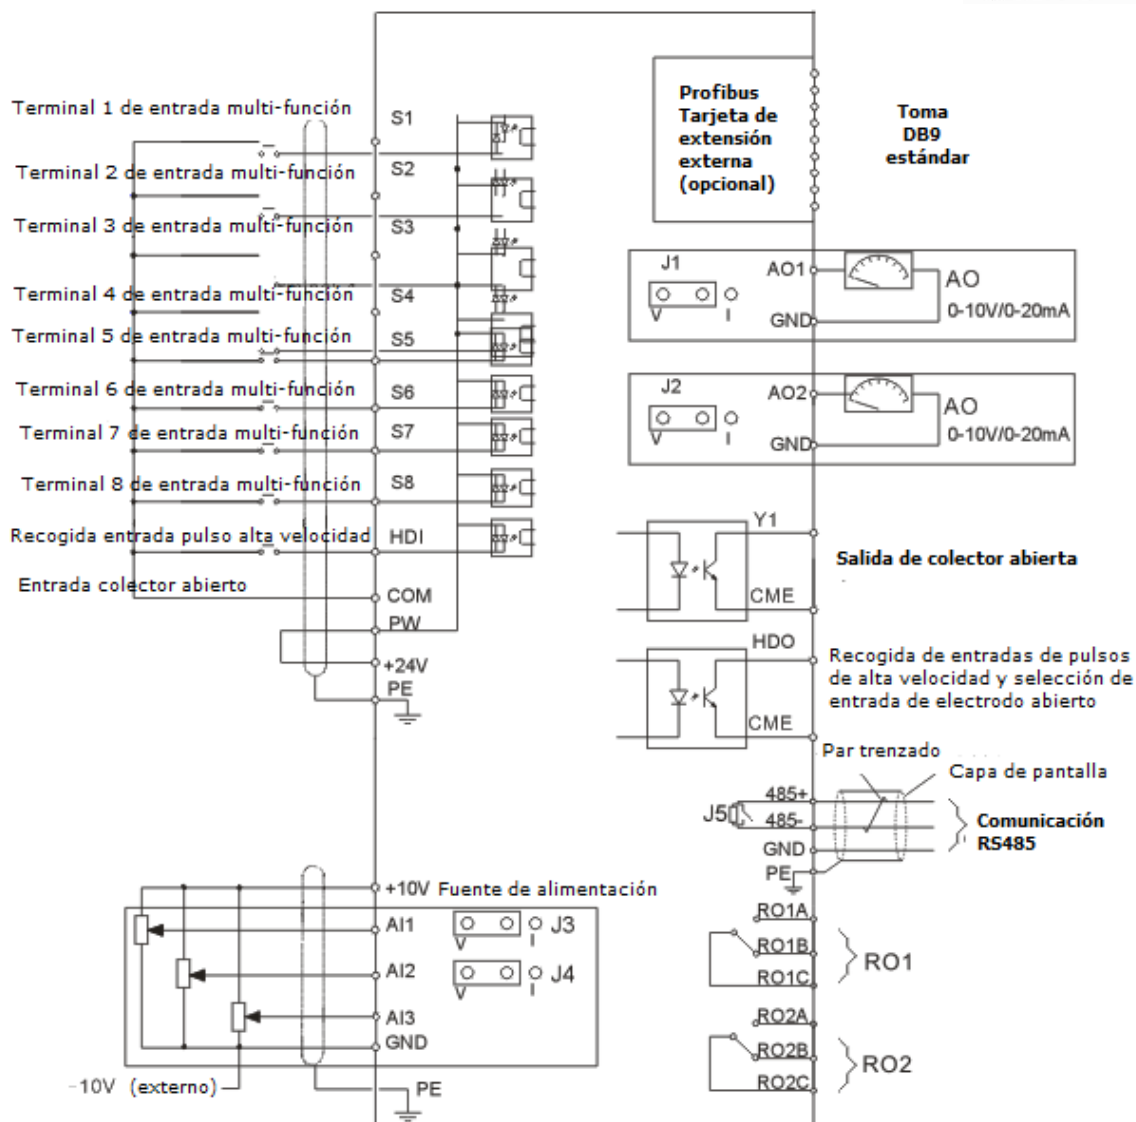 Terminal 1 de entrada multi-función
S1
Terminal 2 de entrada multi-función
S2
Terminal 3 de entrada multi-función
S3
Terminal 4 de entrada multi-función
S4
Terminal 5 de entrada multi-función
S5
Terminal 6 de entrada multi-función
S6
Terminal 7 de entrada multi-función
S7
Terminal 8 de entrada multi-función
S8
Recogida entrada pulso alta velocidad
HDI
Entrada colector abierto
COM
PW
+24V
PE
+10V Fuente de alimentación
AI1
J3
V
I
AI2
J4
V
I
AI3
GND
-10V (externo)
PE
Profibus
Tarjeta de
extensión
externa
(opcional)
Toma
DB9
estándar
J1
V
I
AO1
GND
AO
0-10V/0-20mA
J2
V
I
AO2
GND
AO
0-10V/0-20mA
Y1
CME
Salida de colector abierta
HDO
CME
Recogida de entradas de pulsos
de alta velocidad y selección de
entrada de electrodo abierto
Par trenzado
Capa de pantalla
J5
485+
485-
GND
PE
Comunicación
RS485
RO1A
RO1B
RO1C
RO1
RO2A
RO2B
RO2C
RO2